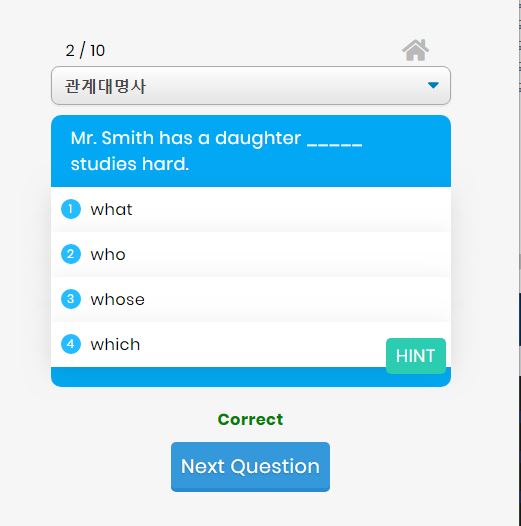 2 / 10
관계대명사
Mr. Smith has a daughter _____
studies hard.
1 what
2 who
3 whose
4 which
HINT
Correct
Next Question